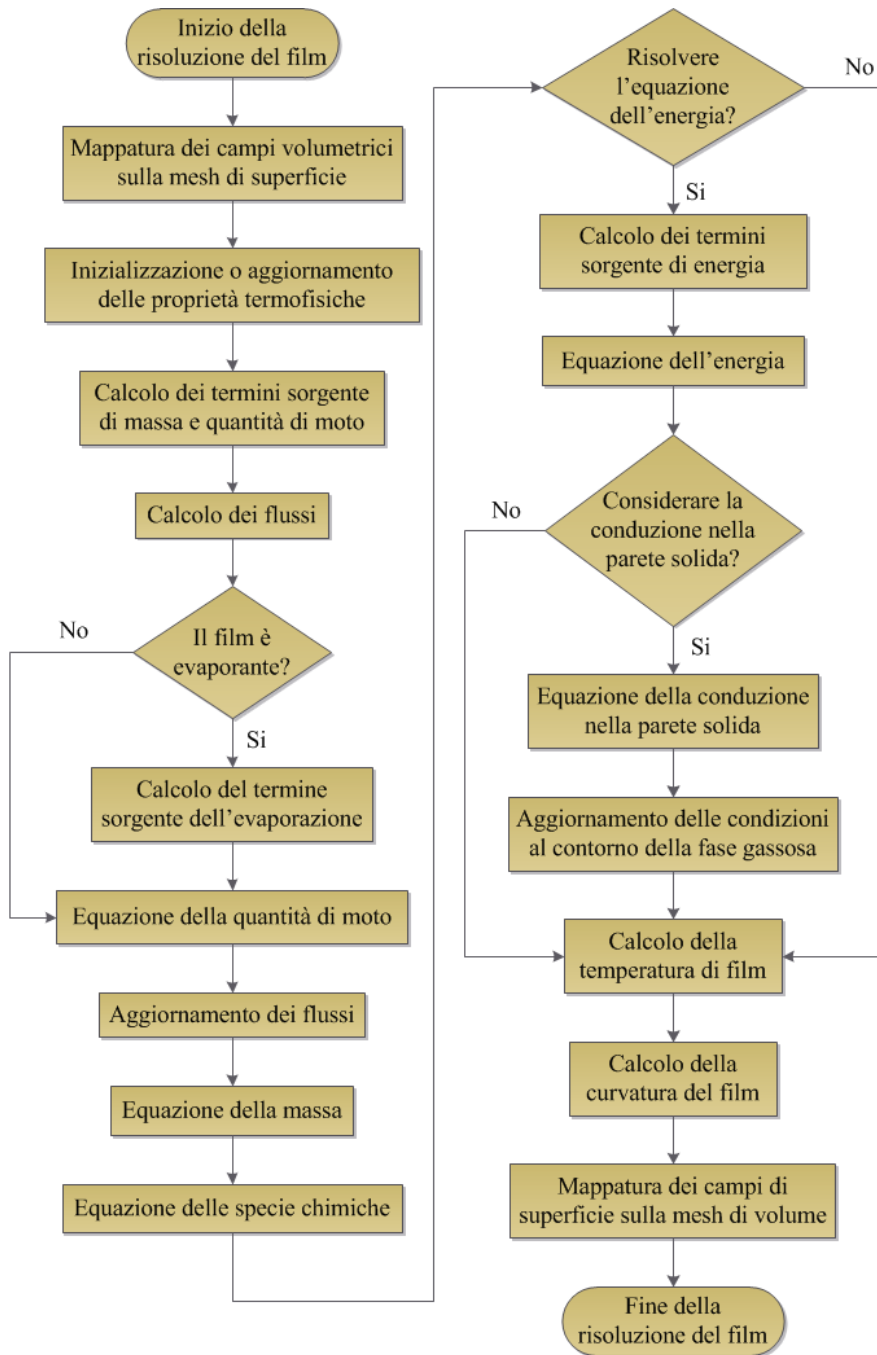 Inizio della
risoluzione del film
Mappatura dei campi volumetrici
sulla mesh di superficie
Inizializzazione o aggiornamento
delle proprietà termofisiche
Calcolo dei termini sorgente
di massa e quantità di moto
Calcolo dei flussi
Il film è
evaporante?
No
Si
Calcolo del termine
sorgente dell’evaporazione
Equazione della quantità di moto
Aggiornamento dei flussi
Equazione della massa
Equazione delle specie chimiche
Risolvere
l’equazione
dell’energia?
No
Si
Calcolo dei termini
sorgente di energia
Equazione dell’energia
Considerare la
conduzione nella
parete solida?
No
Si
Equazione della conduzione
nella parete solida
Aggiornamento delle condizioni
al contorno della fase gassosa
Calcolo della
temperatura di film
Calcolo della
curvatura del film
Mappatura dei campi di
superficie sulla mesh di volume
Fine della
risoluzione del film